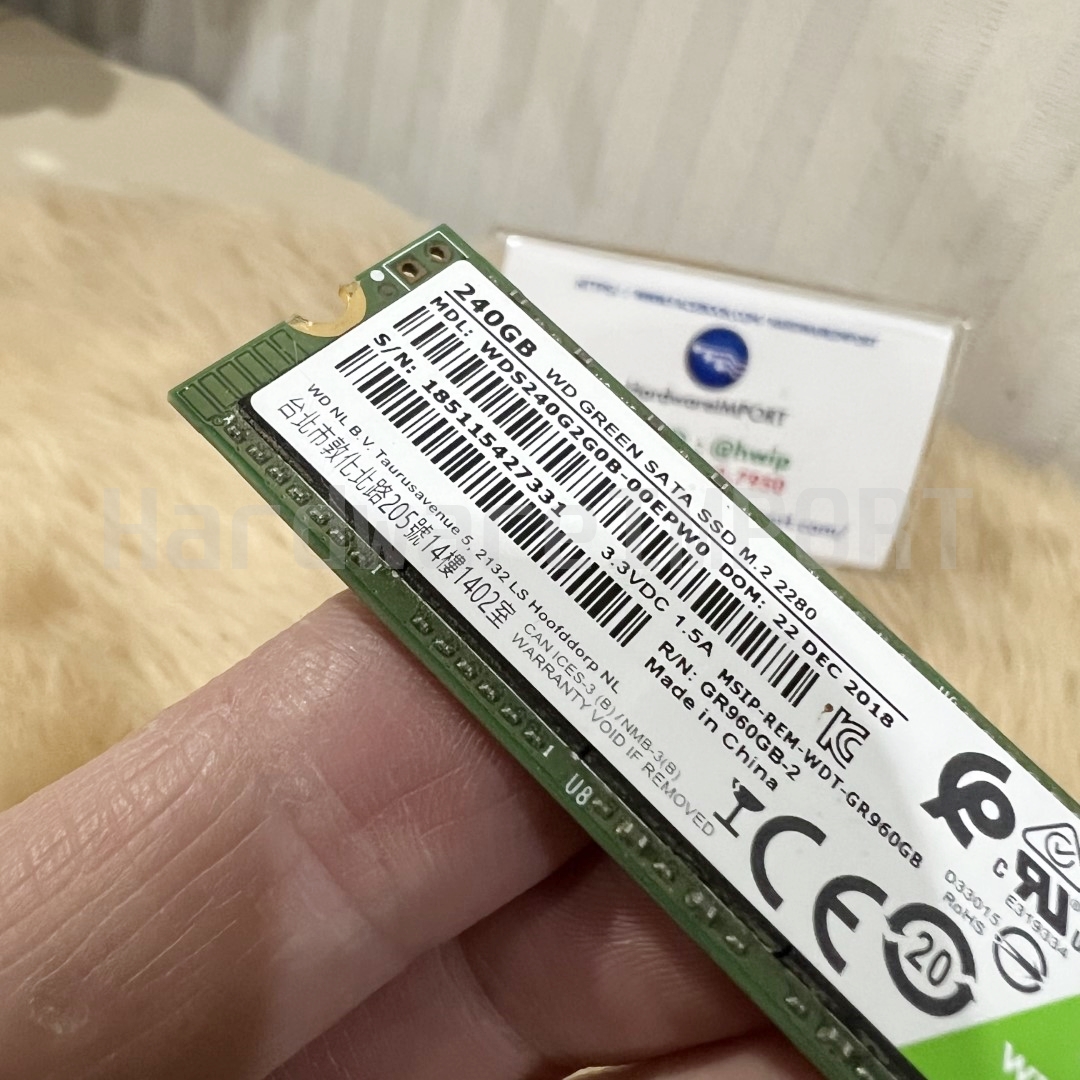 240GB WD GREEN SATA SSD M.2 2280
MDL: WDS240G2G0B-00EPW0 DOM: 22 DEC 2018
S/N: 185115427331 3.3VDC 1.5A MSIP-REM-WDT-GR960GB
R/N: GR960GB-2
Made in China
WD NL B.V. Taurusavenue 5, 2132 LS Hoofddorp NL
台北市敦化北路205號14樓1402室
CAN ICES-3 (B)/NMB-3(B)
WARRANTY VOID IF REMOVED
D33015
RoHS
E319334
20
U8
HardwareIMPORT
@hwip
Hardware IMPORT